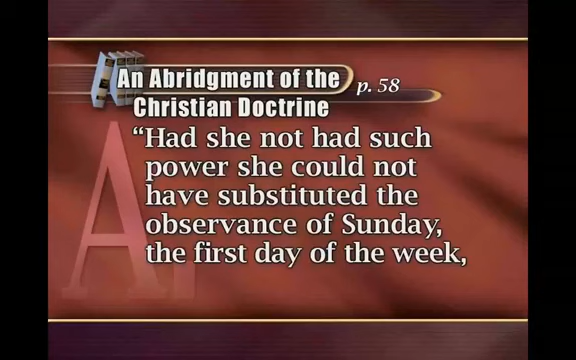 An Abridgment of the
Christian Doctrine
p. 58
“Had she not had such
power she could not
have substituted the
observance of Sunday,
the first day of the week,